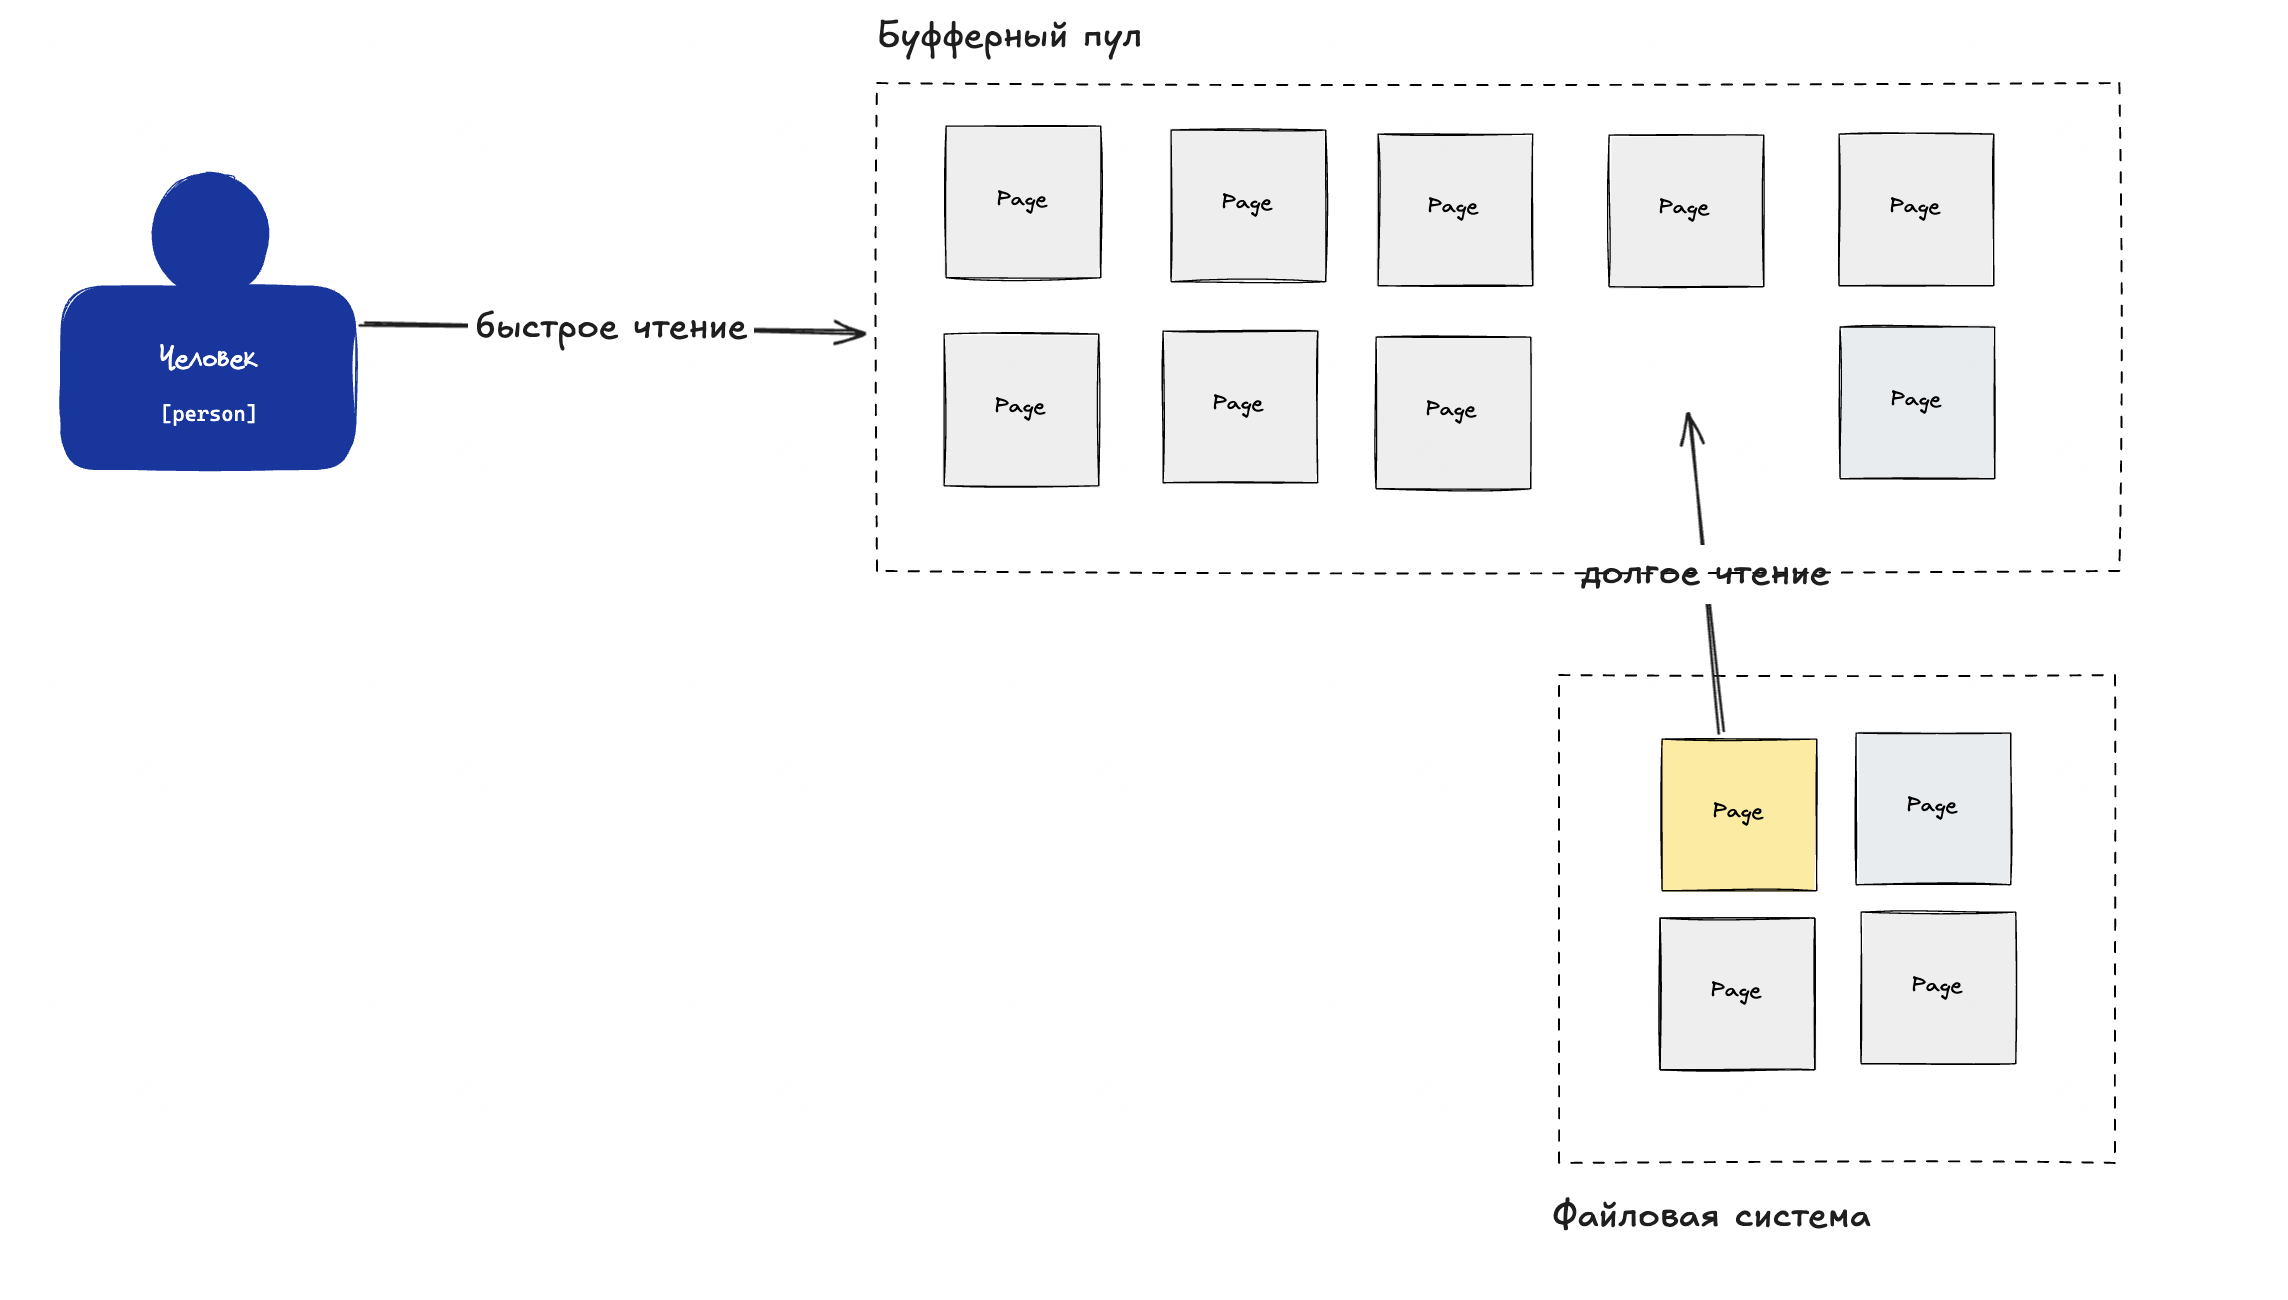 Буфферный пул
Page
Page
Page
Page
Page
Человек
[person]
быстрое чтение
Page
Page
Page
Page
долгое чтение
Page
Page
Page
Page
Файловая система